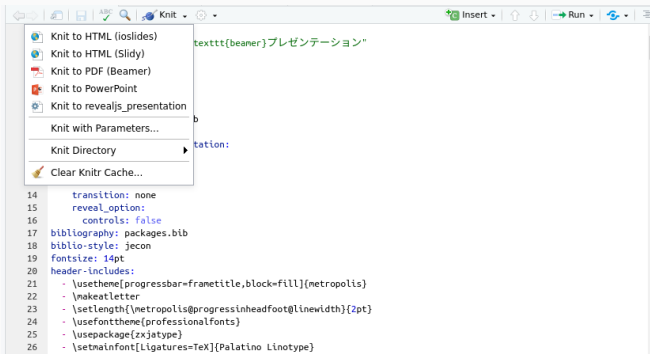 ABC Knit Insert Run
Knit to HTML (ioslides)
texttt{beamer}プレゼンテーション"
Knit to HTML (Slidy)
Knit to PDF (Beamer)
Knit to PowerPoint
Knit to revealjs_presentation
b
Knit with Parameters...
tation:
Knit Directory
Clear Knitr Cache...
14 transition: none
15 reveal_option:
16 controls: false
17 bibliography: packages.bib
18 biblio-style: jecon
19 fontsize: 14pt
20 header-includes:
21 - \usetheme[progressbar=frametitle,block=fill]{metropolis}
22 - \makeatletter
23 - \setlength{\metropolis@progressinheadfoot@linewidth}{2pt}
24 - \usefonttheme{professionalfonts}
25 - \usepackage{zxjatype}
26 - \setmainfont[Ligatures=TeX]{Palatino Linotype}